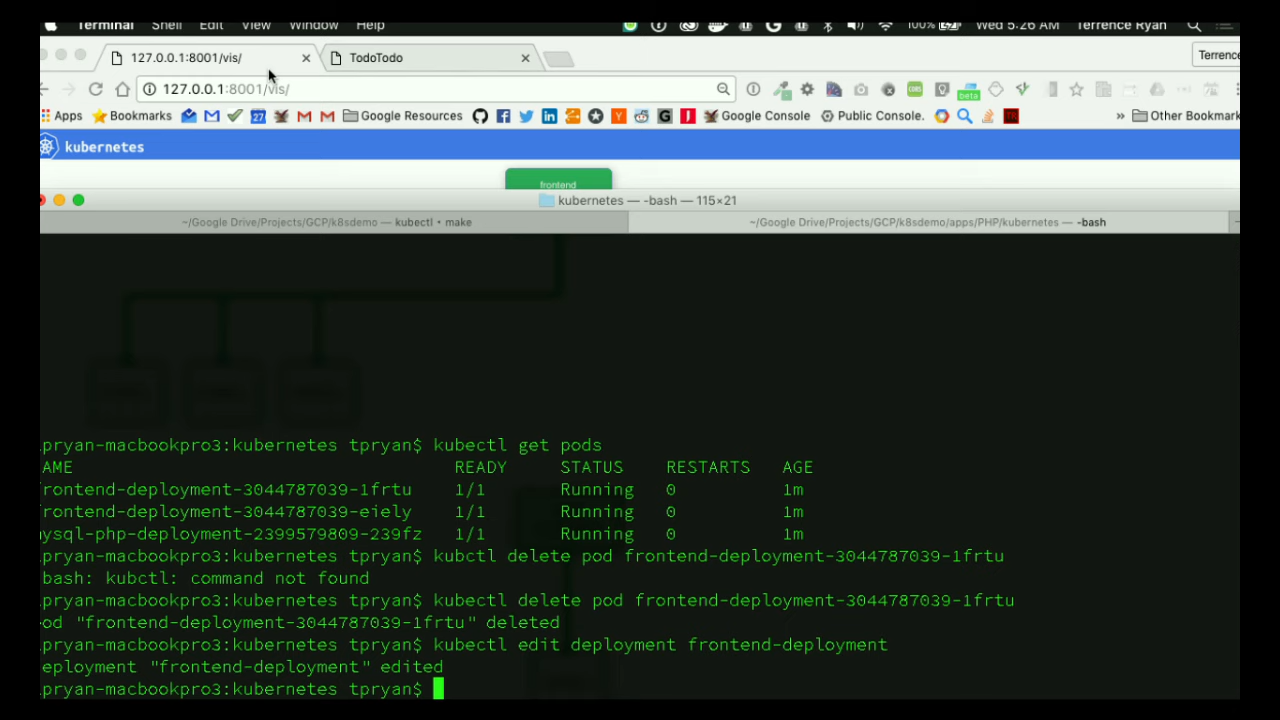 Terminal Shell Edit View Window Help 100% Wed 5:26 AM Terrence Ryan
127.0.0.1:8001/vis/ TodoTodo Terrence
127.0.0.1:8001/vis/
Apps Bookmarks Google Resources Google Console Public Console. » Other Bookmark
kubernetes
frontend
kubernetes — -bash — 115×21
~/Google Drive/Projects/GCP/k8sdemo — kubectl • make ~/Google Drive/Projects/GCP/k8sdemo/apps/PHP/kubernetes — -bash
pryan-macbookpro3:kubernetes tpryan$ kubectl get pods
AME READY STATUS RESTARTS AGE
rontend-deployment-3044787039-1frtu 1/1 Running 0 1m
rontend-deployment-3044787039-eiely 1/1 Running 0 1m
ysql-php-deployment-2399579809-239fz 1/1 Running 0 1m
pryan-macbookpro3:kubernetes tpryan$ kubctl delete pod frontend-deployment-3044787039-1frtu
bash: kubctl: command not found
pryan-macbookpro3:kubernetes tpryan$ kubectl delete pod frontend-deployment-3044787039-1frtu
od "frontend-deployment-3044787039-1frtu" deleted
pryan-macbookpro3:kubernetes tpryan$ kubectl edit deployment frontend-deployment
eployment "frontend-deployment" edited
pryan-macbookpro3:kubernetes tpryan$